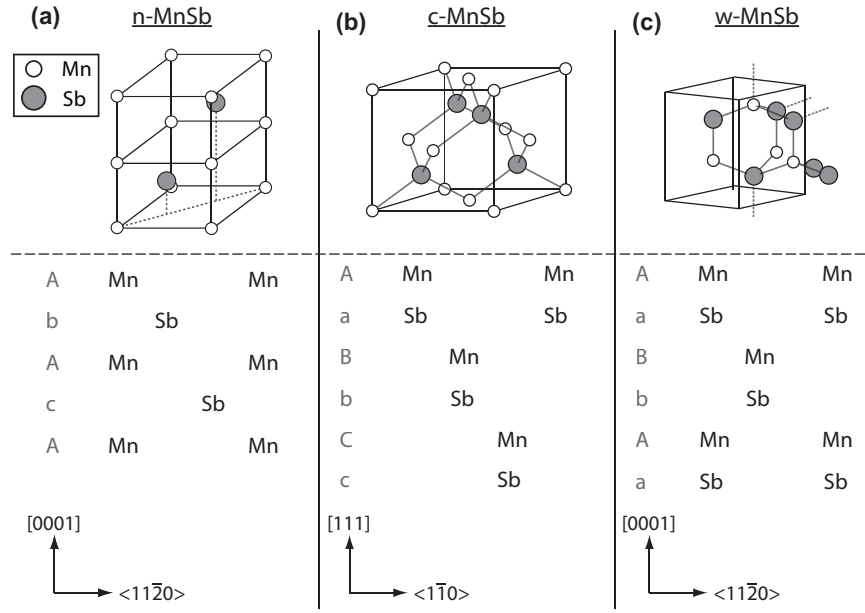 (a) n-MnSb
Mn
Sb
A Mn Mn
b Sb
A Mn Mn
c Sb
A Mn Mn
[0001]
<112̅0>
(b) c-MnSb
A Mn Mn
a Sb Sb
B Mn
b Sb
C Mn
c Sb
[111]
<11̅0>
(c) w-MnSb
A Mn Mn
a Sb Sb
B Mn
b Sb
A Mn Mn
a Sb Sb
[0001]
<112̅0>